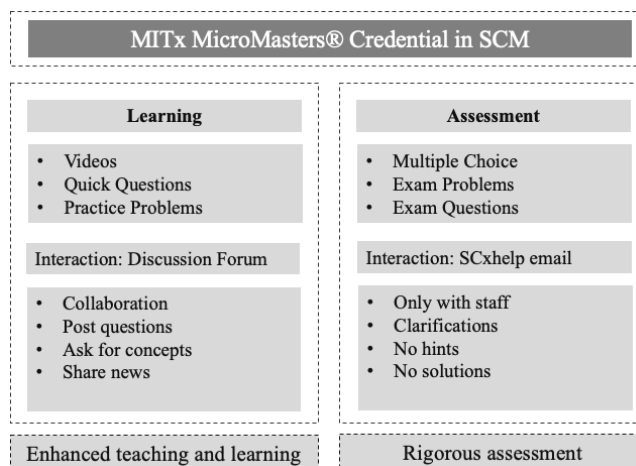 MITx MicroMasters® Credential in SCM
Learning
• Videos
• Quick Questions
• Practice Problems
Interaction: Discussion Forum
• Collaboration
• Post questions
• Ask for concepts
• Share news
Enhanced teaching and learning
Assessment
• Multiple Choice
• Exam Problems
• Exam Questions
Interaction: SCxhelp email
• Only with staff
• Clarifications
• No hints
• No solutions
Rigorous assessment